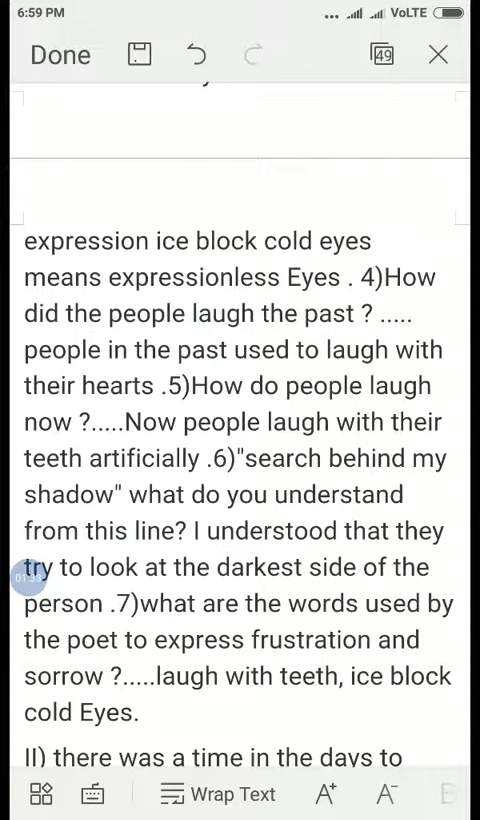 6:59 PM ... VoLTE
Done 49
expression ice block cold eyes
means expressionless Eyes . 4)How
did the people laugh the past ? .....
people in the past used to laugh with
their hearts .5)How do people laugh
now ?.....Now people laugh with their
teeth artificially .6)"search behind my
shadow" what do you understand
from this line? I understood that they
try to look at the darkest side of the
01:33
person .7)what are the words used by
the poet to express frustration and
sorrow ?.....laugh with teeth, ice block
cold Eyes.
II) there was a time in the days to
Wrap Text A+ A- B